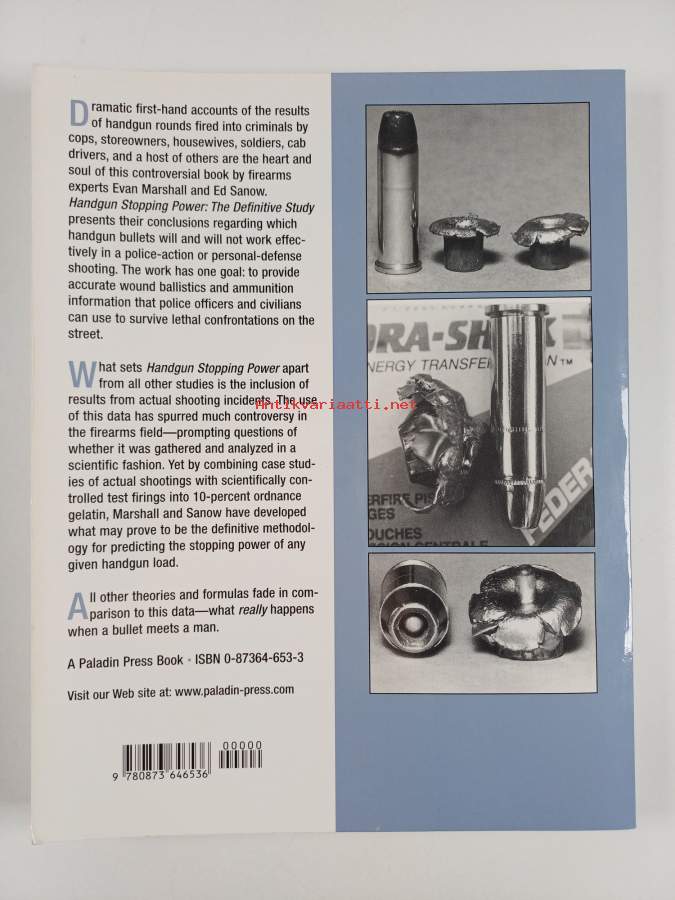 Dramatic first-hand accounts of the results
of handgun rounds fired into criminals by
cops, storeowners, housewives, soldiers, cab
drivers, and a host of others are the heart and
soul of this controversial book by firearms
experts Evan Marshall and Ed Sanow.
Handgun Stopping Power: The Definitive Study
presents their conclusions regarding which
handgun bullets will and will not work effec-
tively in a police-action or personal-defense
shooting. The work has one goal: to provide
accurate wound ballistics and ammunition
information that police officers and civilians
can use to survive lethal confrontations on the
street.
What sets Handgun Stopping Power apart
from all other studies is the inclusion of
results from actual shooting incidents. The use
of this data has spurred much controversy in
the firearms field—prompting questions of
whether it was gathered and analyzed in a
scientific fashion. Yet by combining case stud-
ies of actual shootings with scientifically con-
trolled test firings into 10-percent ordnance
gelatin, Marshall and Sanow have developed
what may prove to be the definitive methodol-
ogy for predicting the stopping power of any
given handgun load.
All other theories and formulas fade in com-
parison to this data—what really happens
when a bullet meets a man.
A Paladin Press Book · ISBN 0-87364-653-3
Visit our Web site at: www.paladin-press.com
00000
9 780873 646536
Antikvariaatti.net
DRA-SH K
NERGY TRANSFE N™
ERFIRE PIS
GES
OUCHES
SSION CENTRALE
FEDER